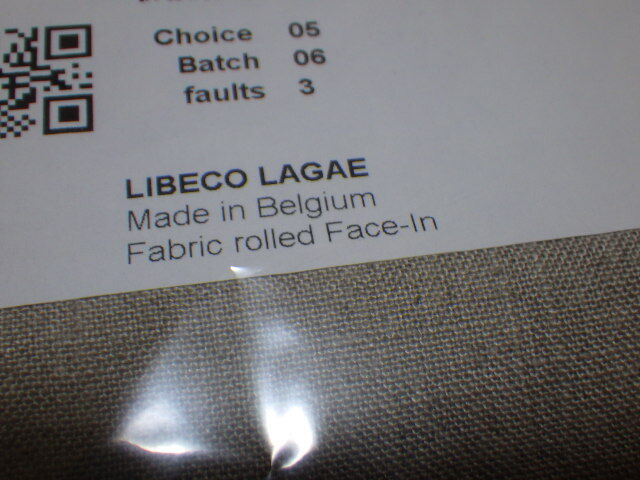 Choice 05
Batch 06
faults 3
LIBECO LAGAE
Made in Belgium
Fabric rolled Face-In